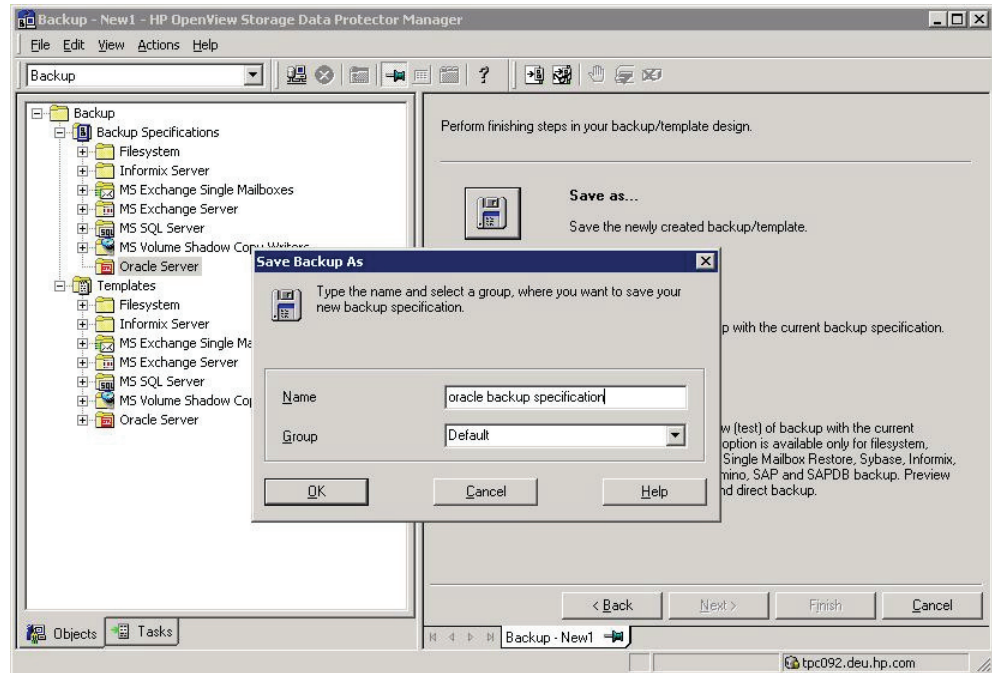 Backup - New1 - HP OpenView Storage Data Protector Manager
File Edit View Actions Help
Backup
Backup
Backup Specifications
Filesystem
Informix Server
MS Exchange Single Mailboxes
MS Exchange Server
MS SQL Server
MS Volume Shadow Copy Writers
Oracle Server
Templates
Filesystem
Informix Server
MS Exchange Single Ma
MS Exchange Server
MS SQL Server
MS Volume Shadow Cop
Oracle Server
Objects
Tasks
Perform finishing steps in your backup/template design.
Save as...
Save the newly created backup/template.
p with the current backup specification.
w (test) of backup with the current
option is available only for filesystem,
Single Mailbox Restore, Sybase, Informix,
mino, SAP and SAPDB backup. Preview
nd direct backup.
Save Backup As
Type the name and select a group, where you want to save your
new backup specification.
Name
oracle backup specification
Group
Default
OK
Cancel
Help
< Back
Next >
Finish
Cancel
Backup - New1
tpc092.deu.hp.com